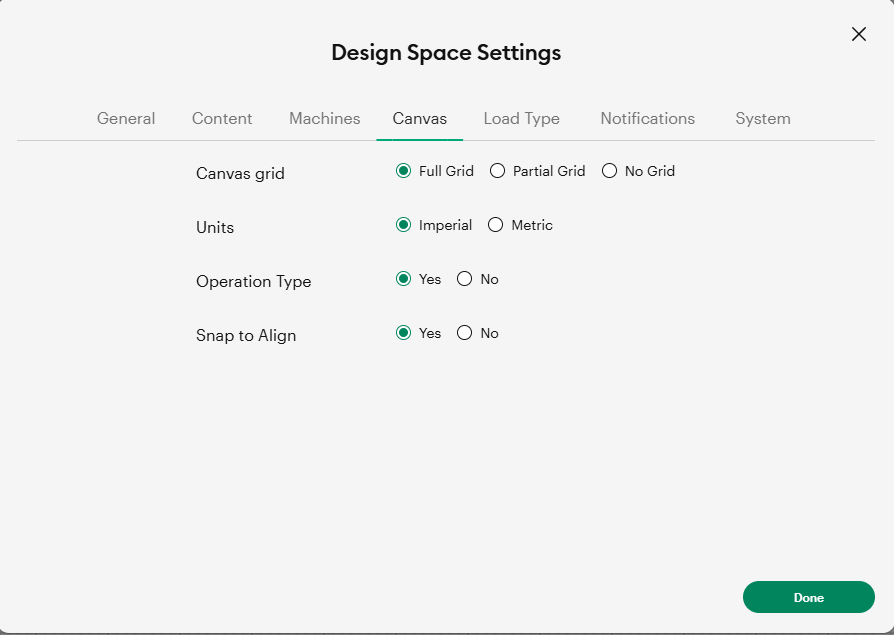 Design Space Settings
General Content Machines Canvas Load Type Notifications System
Canvas grid Full Grid Partial Grid No Grid
Units Imperial Metric
Operation Type Yes No
Snap to Align Yes No
Done